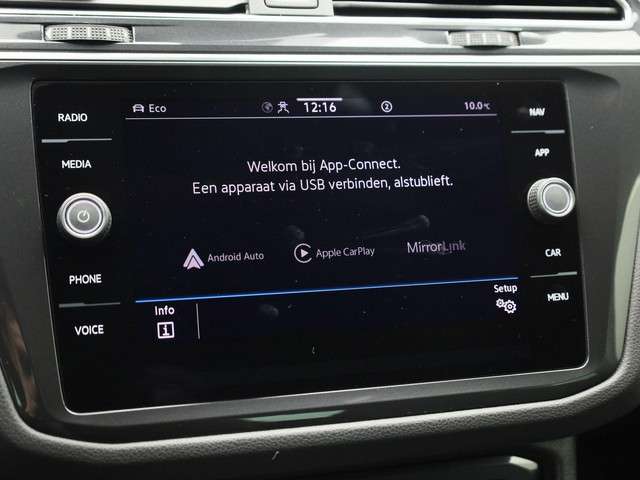 RADIO
MEDIA
PHONE
VOICE
Eco
12:16
2
10.0°C
Welkom bij App-Connect.
Een apparaat via USB verbinden, alstublieft.
Android Auto
Apple CarPlay
MirrorLink
Info
Setup
NAV
APP
CAR
MENU